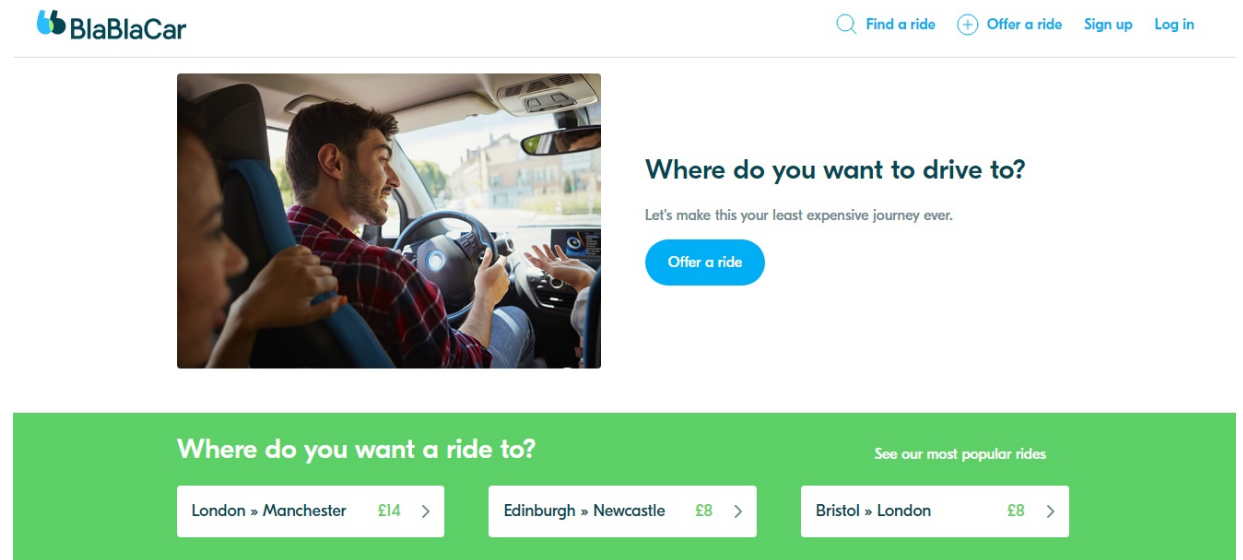 BlaBlaCar
Find a ride
Offer a ride
Sign up
Log in
Where do you want to drive to?
Let's make this your least expensive journey ever.
Offer a ride
Where do you want a ride to?
See our most popular rides
London » Manchester £14
Edinburgh » Newcastle £8
Bristol » London £8